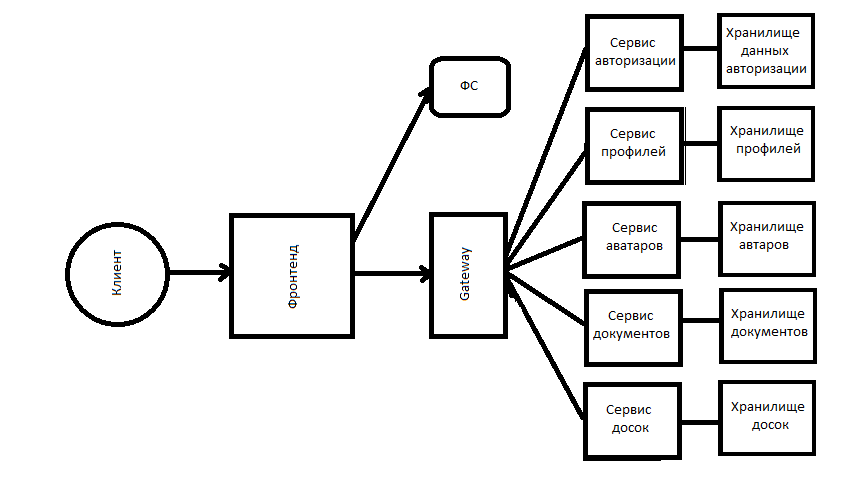 Клиент
Фронтенд
ФС
Gateway
Сервис
авторизации
Хранилище
данных
авторизации
Сервис
профилей
Хранилище
профилей
Сервис
аватаров
Хранилище
автаров
Сервис
документов
Хранилище
документов
Сервис
досок
Хранилище
досок